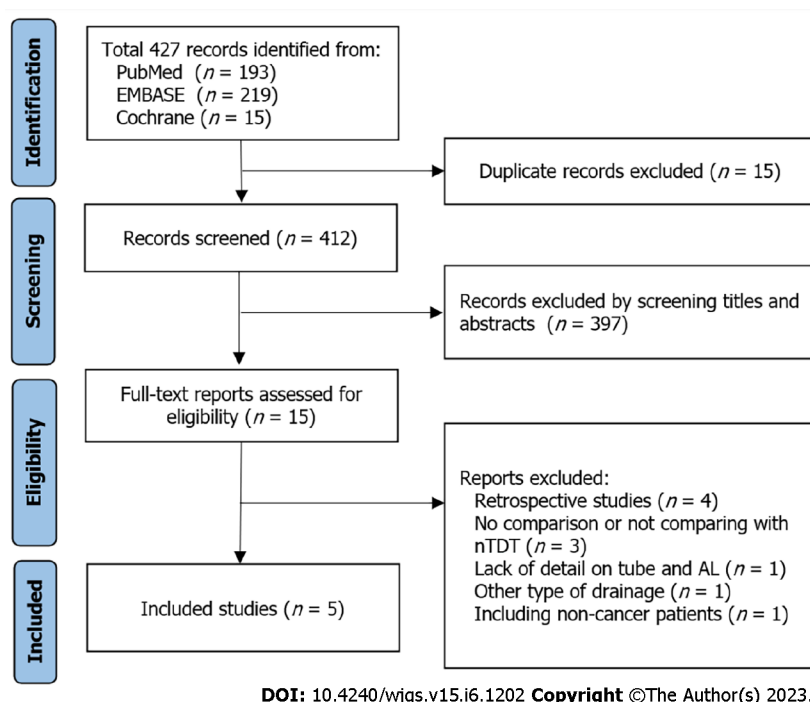 Identification
Total 427 records identified from:
PubMed (n = 193)
EMBASE (n = 219)
Cochrane (n = 15)
Duplicate records excluded (n = 15)
Screening
Records screened (n = 412)
Records excluded by screening titles and
abstracts (n = 397)
Eligibility
Full-text reports assessed for
eligibility (n = 15)
Reports excluded:
Retrospective studies (n = 4)
No comparison or not comparing with
nTDT (n = 3)
Lack of detail on tube and AL (n = 1)
Other type of drainage (n = 1)
Including non-cancer patients (n = 1)
Included
Included studies (n = 5)
DOI: 10.4240/wjgs.v15.i6.1202 Copyright ©The Author(s) 2023.